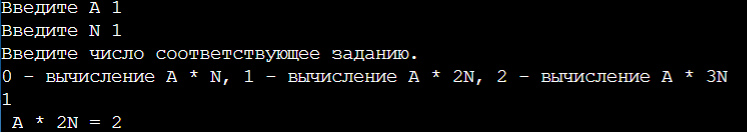 Введите A 1
Введите N 1
Введите число соответствующее заданию.
0 - вычисление A * N, 1 - вычисление A * 2N, 2 - вычисление A * 3N
1
A * 2N = 2